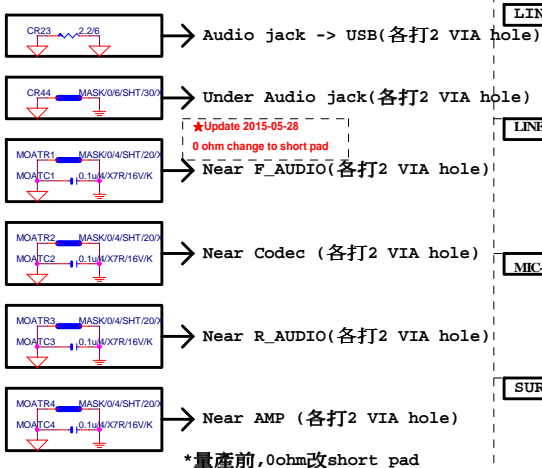 CR23 2.2/6
Audio jack -> USB(各打2 VIA hole)
CR44 MASK/0/6/SHT/30/X
Under Audio jack(各打2 VIA hole)
★Update 2015-05-28
0 ohm change to short pad
MOATR1 MASK/0/4/SHT/20/X
MOATC1 0.1u/4/X7R/16V/K
Near F_AUDIO(各打2 VIA hole)
MOATR2 MASK/0/4/SHT/20/X
MOATC2 0.1u/4/X7R/16V/K
Near Codec (各打2 VIA hole)
MOATR3 MASK/0/4/SHT/20/X
MOATC3 0.1u/4/X7R/16V/K
Near R_AUDIO(各打2 VIA hole)
MOATR4 MASK/0/4/SHT/20/X
MOATC4 0.1u/4/X7R/16V/K
Near AMP (各打2 VIA hole)
*量產前,0ohm改short pad
LIN
LINE
MIC-
SUR